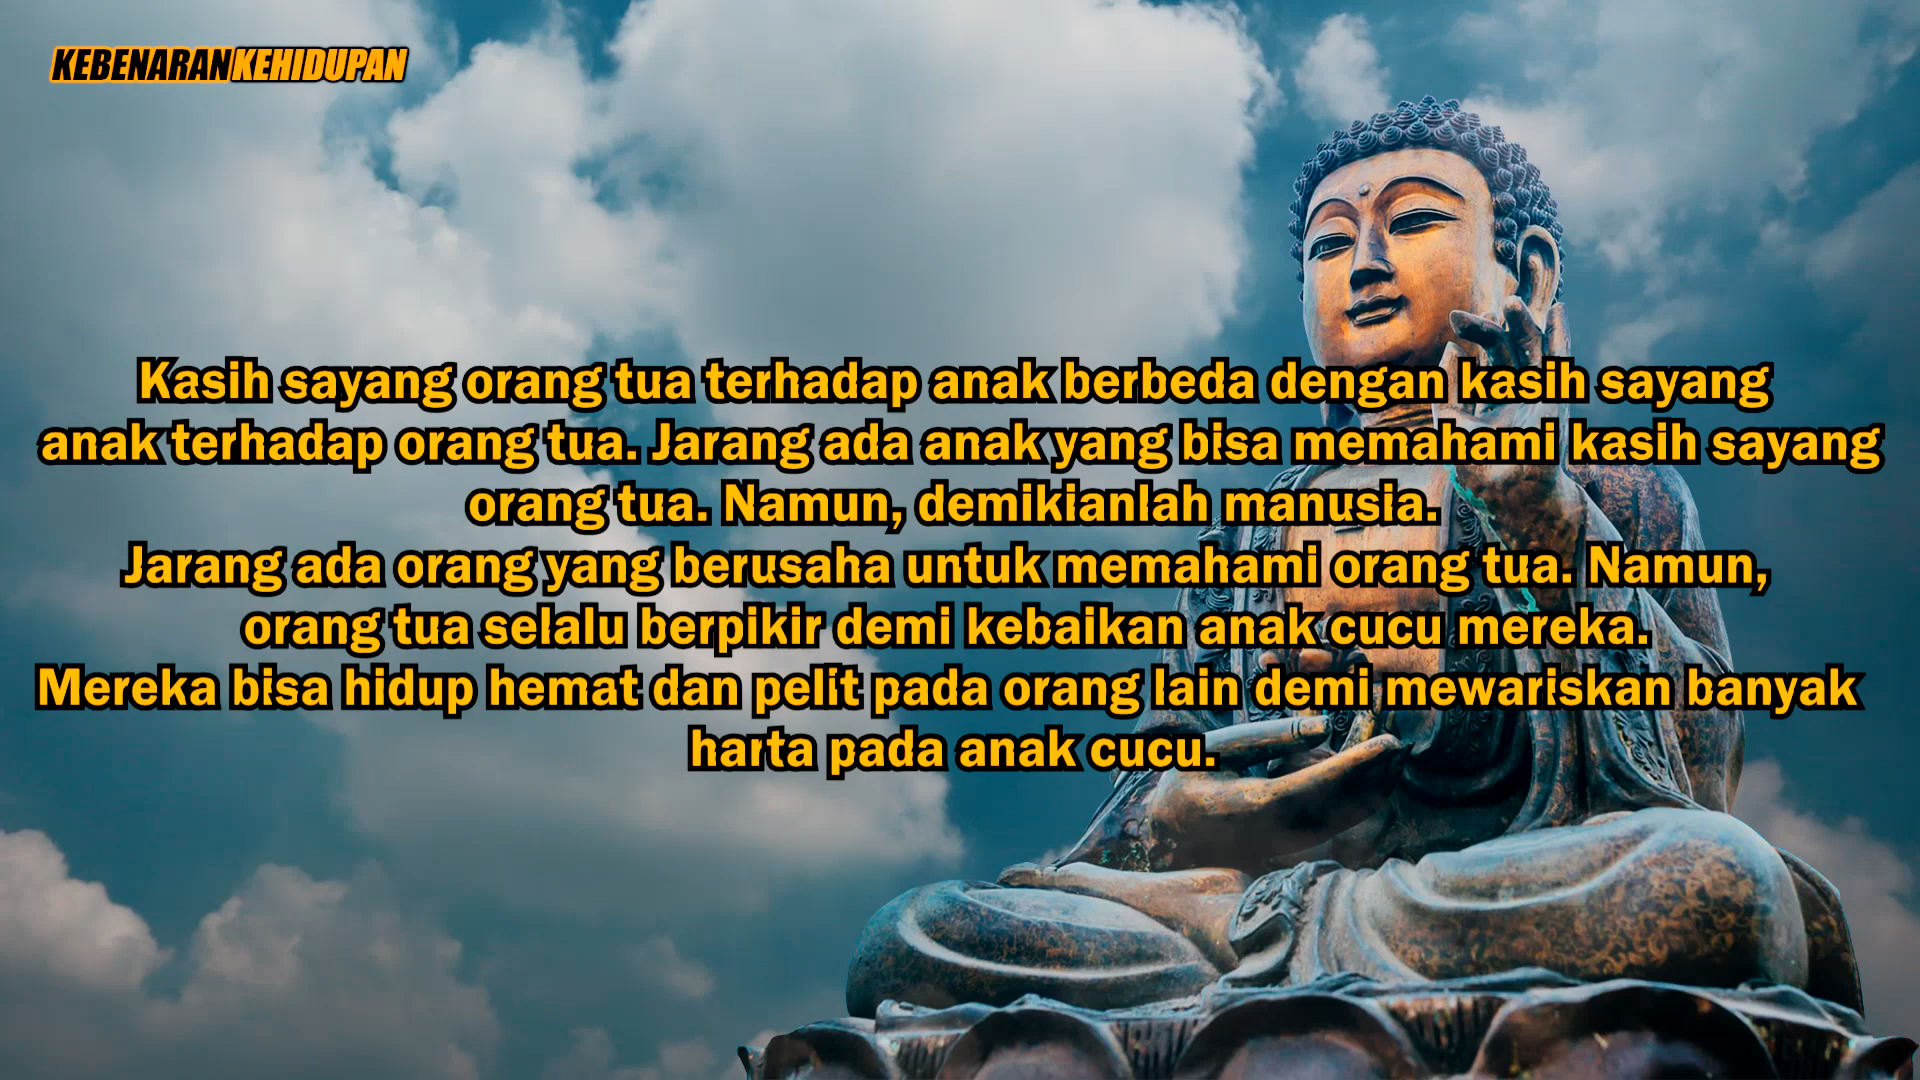 KEBENARANKEHIDUPAN
Kasih sayang orang tua terhadap anak berbeda dengan kasih sayang
anak terhadap orang tua. Jarang ada anak yang bisa memahami kasih sayang
orang tua. Namun, demikianlah manusia.
Jarang ada orang yang berusaha untuk memahami orang tua. Namun,
orang tua selalu berpikir demi kebaikan anak cucu mereka.
Mereka bisa hidup hemat dan pelit pada orang lain demi mewariskan banyak
harta pada anak cucu.